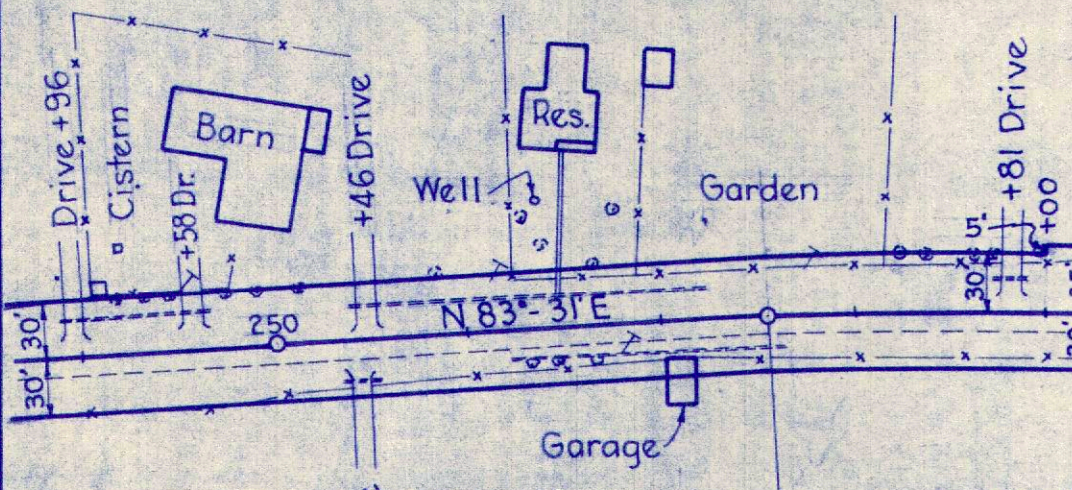 Drive +96
Cistern
+58 Dr.
Barn
+46 Drive
Well
Res.
Garden
+81 Drive
5'
+00
30'
30'
30'
250
N 83°-31'E
Garage